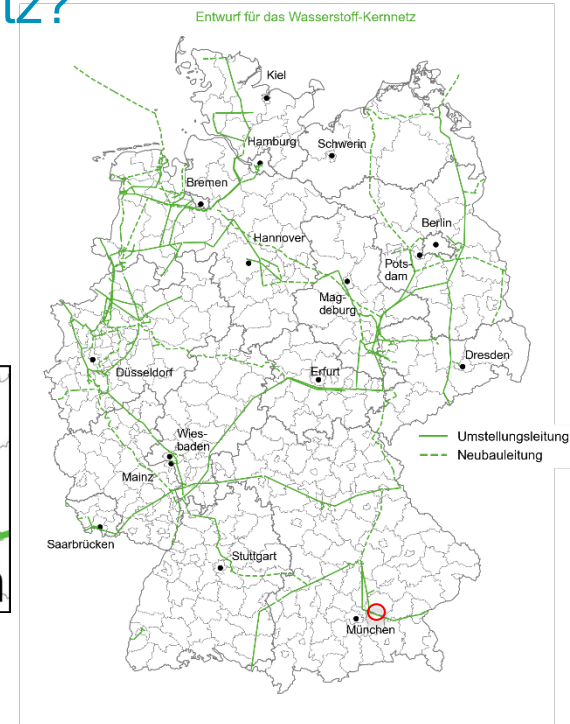 tz?
Entwurf für das Wasserstoff-Kernnetz
Kiel
Hamburg
Schwerin
Bremen
Berlin
Hannover
Pots-
dam
Mag-
deburg
Düsseldorf
Erfurt
Dresden
Wies-
baden
Umstellungsleitung
Neubauleitung
Mainz
Saarbrücken
Stuttgart
München